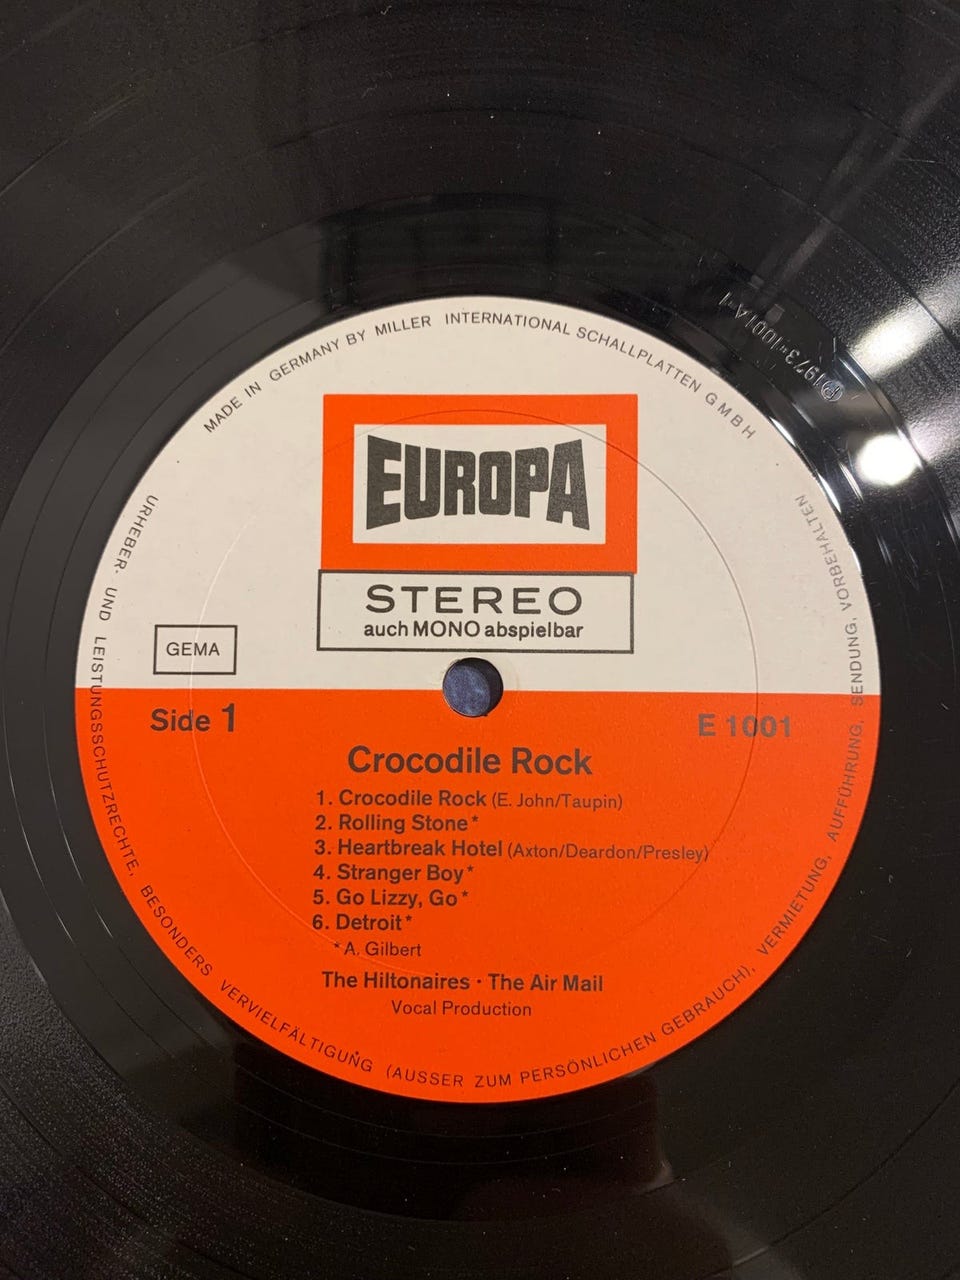 MADE IN GERMANY BY MILLER INTERNATIONAL SCHALLPLATTEN GMBH
EUROPA
STEREO
auch MONO abspielbar
GEMA
Side 1
E 1001
Crocodile Rock
1. Crocodile Rock (E. John/Taupin)
2. Rolling Stone*
3. Heartbreak Hotel (Axton/Deardon/Presley)
4. Stranger Boy*
5. Go Lizzy, Go*
6. Detroit*
*A. Gilbert
The Hiltonaires · The Air Mail
Vocal Production
URHEBER- UND LEISTUNGSSCHUTZRECHTE, BESONDERS VERVIELFÄLTIGUNG (AUSSER ZUM PERSÖNLICHEN GEBRAUCH), VERMIETUNG, AUFFÜHRUNG, SENDUNG, VORBEHALTEN
℗1973-1001A-1